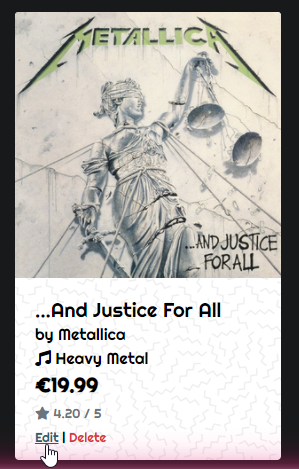 METALLICA
...AND JUSTICE
FOR ALL
...And Justice For All
by Metallica
Heavy Metal
€19.99
4.20 / 5
Edit | Delete